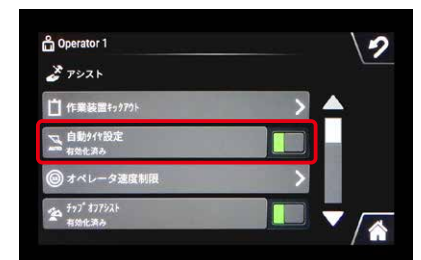 Operator 1
アシスト
作業装置ｷｯｸｱｳﾄ
自動ﾀｲﾔ設定
有効化済み
オペレータ速度制限
ﾁｯﾌﾟ ｵﾌｱｼｽﾄ
有効化済み